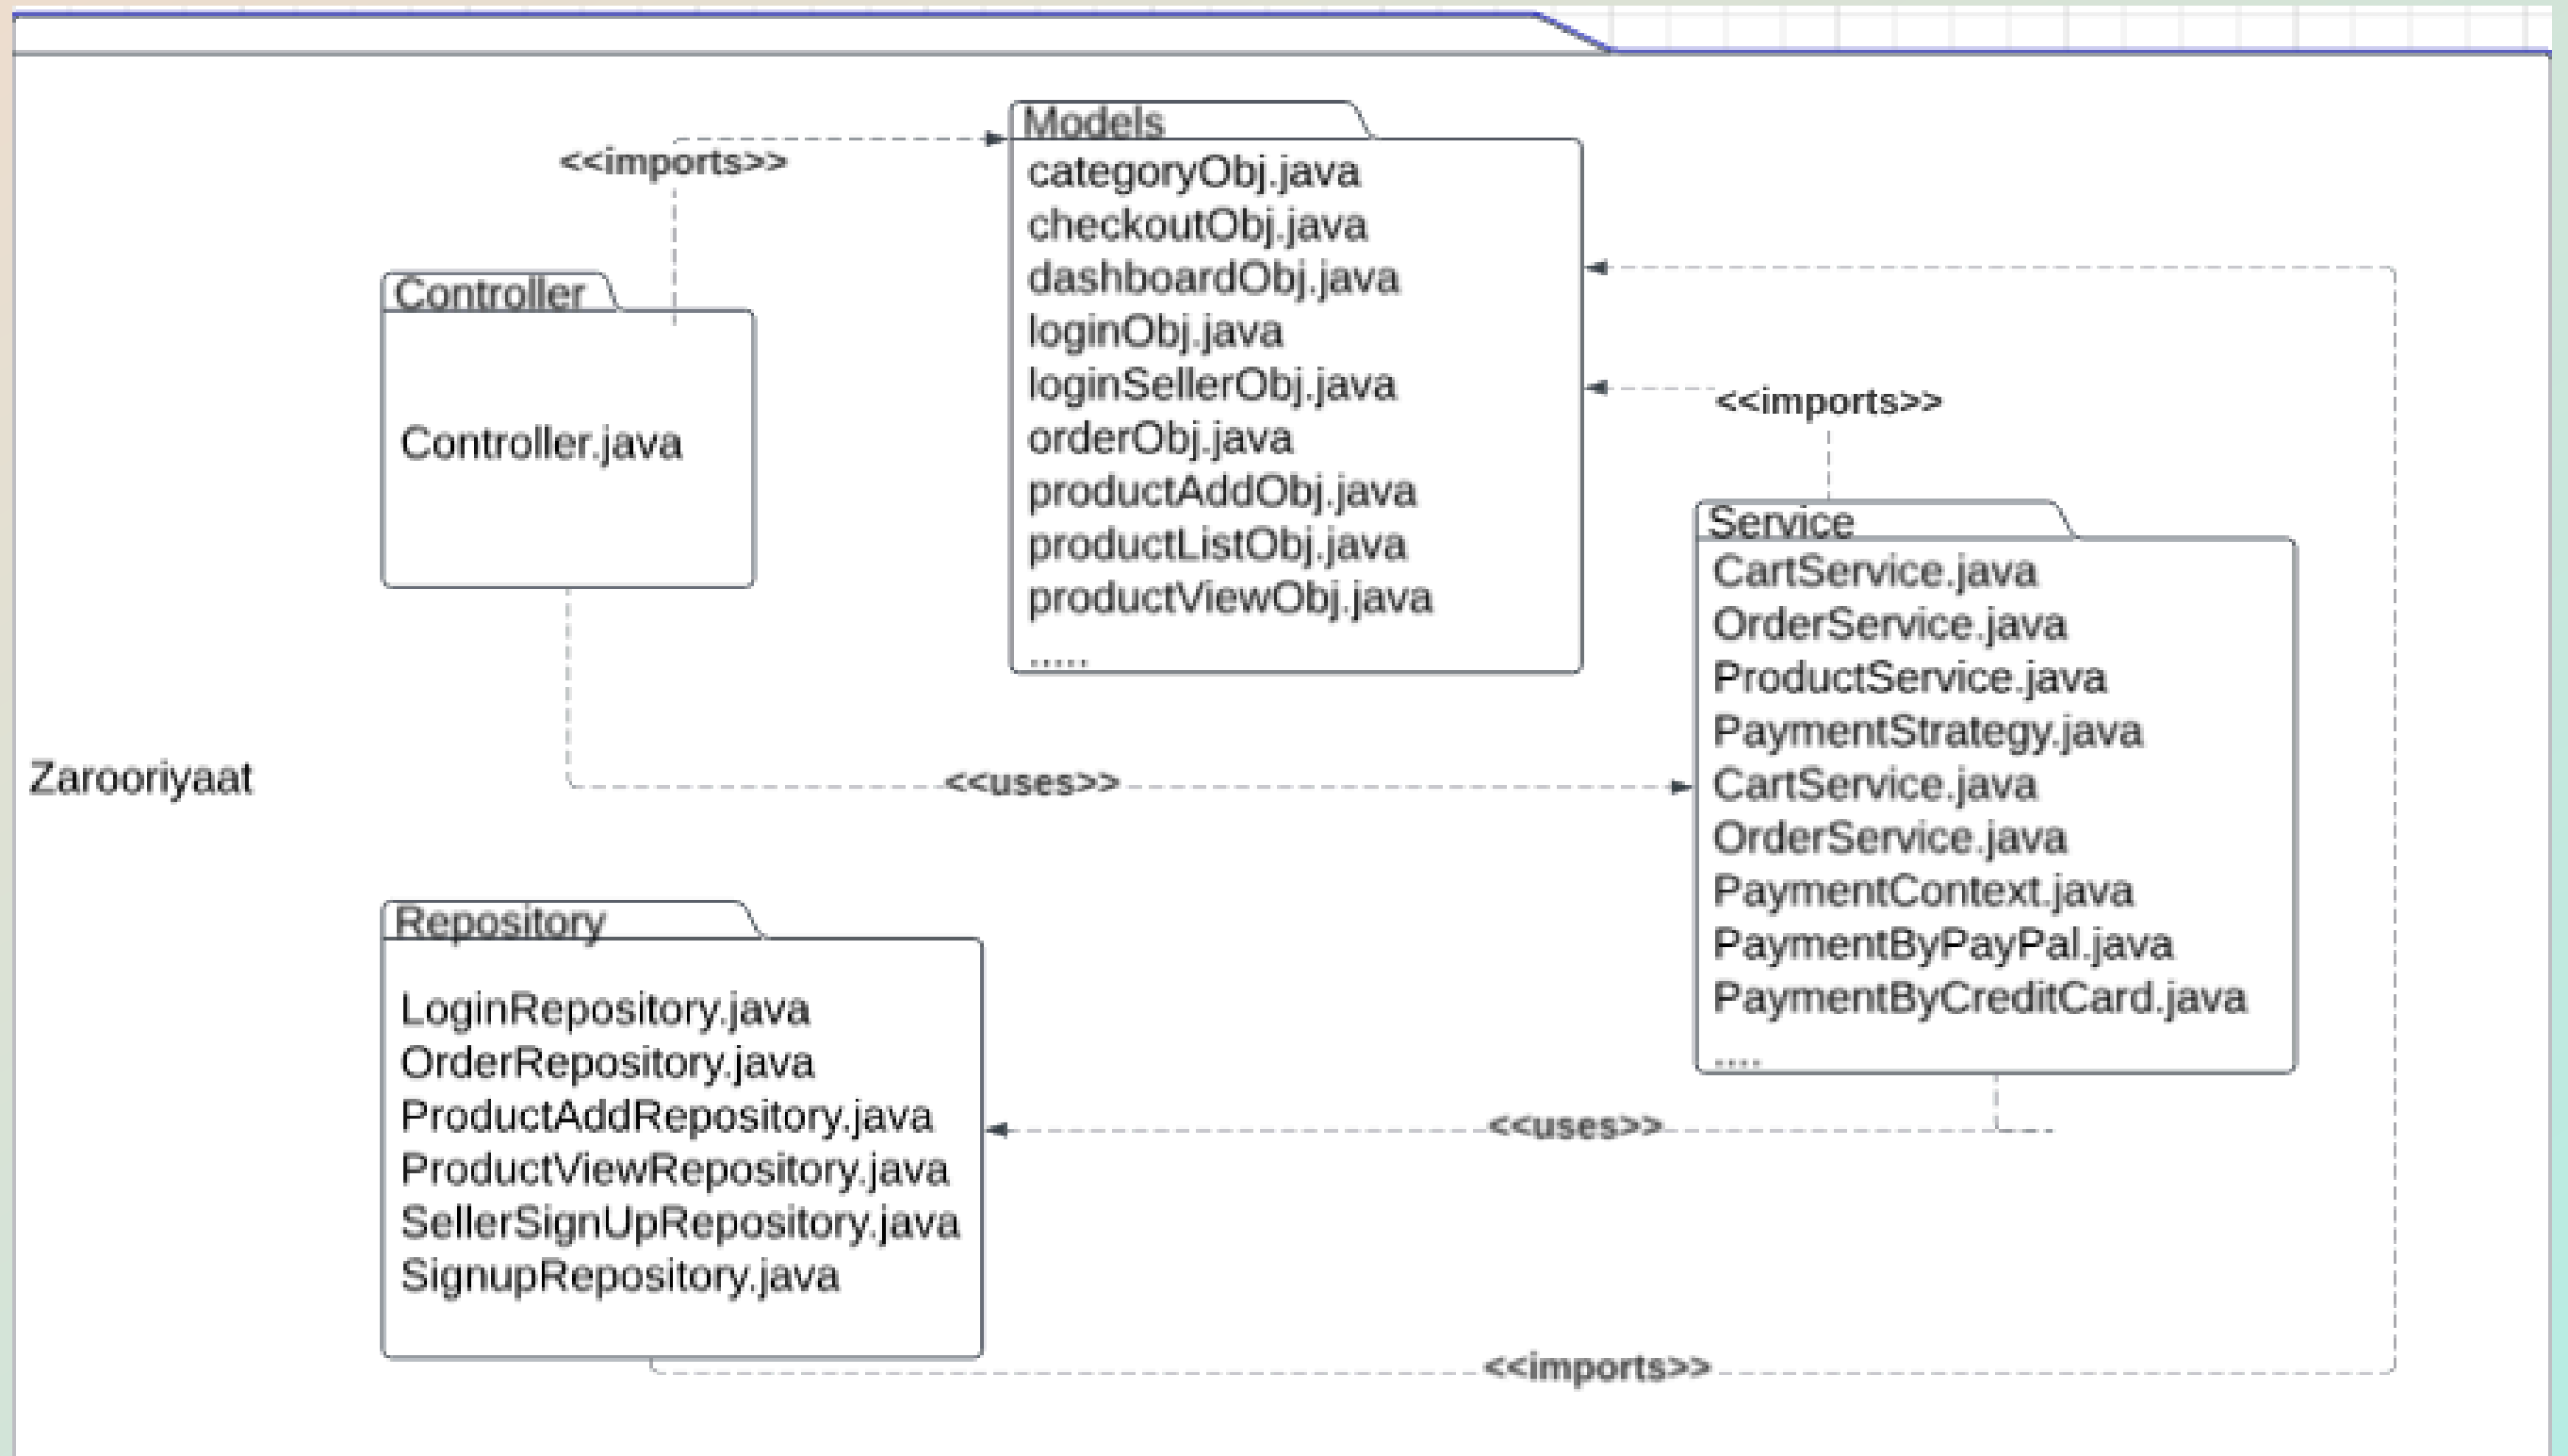 <<imports>>
Models
categoryObj.java
checkoutObj.java
dashboardObj.java
loginObj.java
loginSellerObj.java
orderObj.java
productAddObj.java
productListObj.java
productViewObj.java
.....
Controller
Controller.java
<<imports>>
Service
CartService.java
OrderService.java
ProductService.java
PaymentStrategy.java
CartService.java
OrderService.java
PaymentContext.java
PaymentByPayPal.java
PaymentByCreditCard.java
....
Zarooriyaat
<<uses>>
Repository
LoginRepository.java
OrderRepository.java
ProductAddRepository.java
ProductViewRepository.java
SellerSignUpRepository.java
SignupRepository.java
<<uses>>
<<imports>>